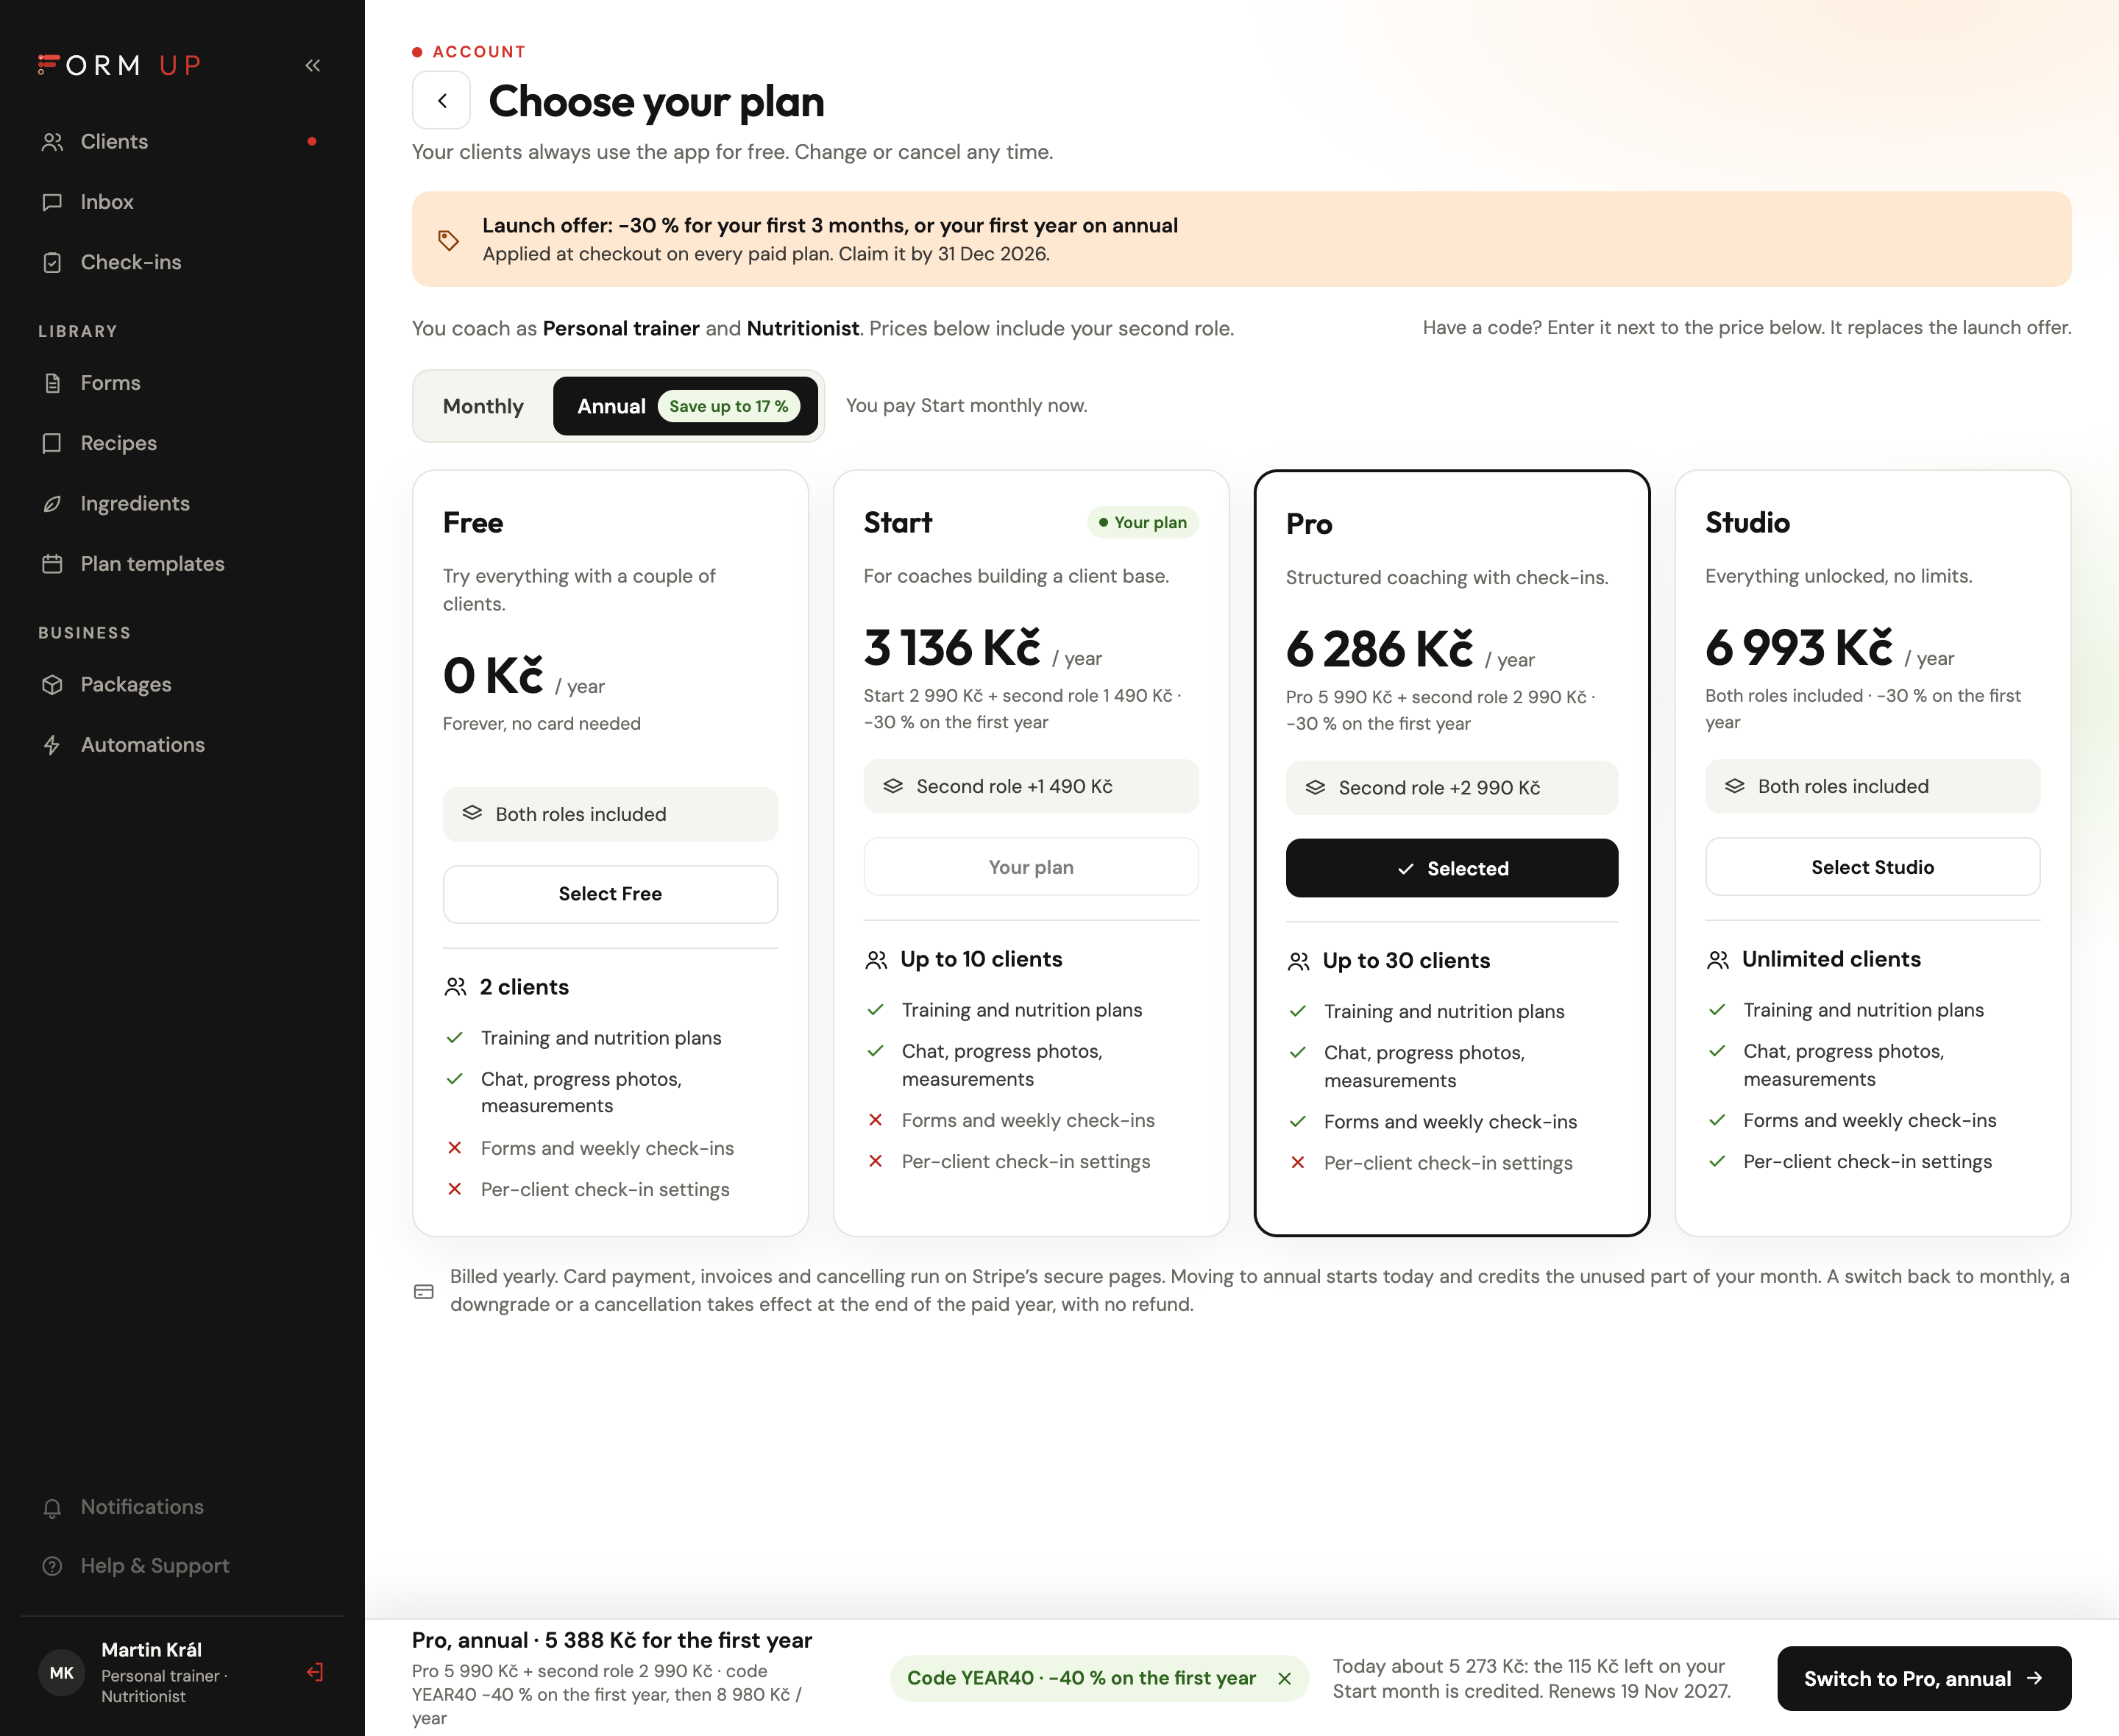 FORM UP
Clients
Inbox
Check-ins
LIBRARY
Forms
Recipes
Ingredients
Plan templates
BUSINESS
Packages
Automations
Notifications
Help & Support
MK
Martin Král
Personal trainer ·
Nutritionist
ACCOUNT
Choose your plan
Your clients always use the app for free. Change or cancel any time.
Launch offer: −30 % for your first 3 months, or your first year on annual
Applied at checkout on every paid plan. Claim it by 31 Dec 2026.
You coach as Personal trainer and Nutritionist. Prices below include your second role.
Have a code? Enter it next to the price below. It replaces the launch offer.
Monthly
Annual
Save up to 17 %
You pay Start monthly now.
Free
Try everything with a couple of
clients.
0 Kč / year
Forever, no card needed
Both roles included
Select Free
2 clients
Training and nutrition plans
Chat, progress photos,
measurements
Forms and weekly check-ins
Per-client check-in settings
Start
Your plan
For coaches building a client base.
3 136 Kč / year
Start 2 990 Kč + second role 1 490 Kč ·
−30 % on the first year
Second role +1 490 Kč
Your plan
Up to 10 clients
Training and nutrition plans
Chat, progress photos,
measurements
Forms and weekly check-ins
Per-client check-in settings
Pro
Structured coaching with check-ins.
6 286 Kč / year
Pro 5 990 Kč + second role 2 990 Kč ·
−30 % on the first year
Second role +2 990 Kč
Selected
Up to 30 clients
Training and nutrition plans
Chat, progress photos,
measurements
Forms and weekly check-ins
Per-client check-in settings
Studio
Everything unlocked, no limits.
6 993 Kč / year
Both roles included · −30 % on the first
year
Both roles included
Select Studio
Unlimited clients
Training and nutrition plans
Chat, progress photos,
measurements
Forms and weekly check-ins
Per-client check-in settings
Billed yearly. Card payment, invoices and cancelling run on Stripe’s secure pages. Moving to annual starts today and credits the unused part of your month. A switch back to monthly, a
downgrade or a cancellation takes effect at the end of the paid year, with no refund.
Pro, annual · 5 388 Kč for the first year
Pro 5 990 Kč + second role 2 990 Kč · code
YEAR40 −40 % on the first year, then 8 980 Kč /
year
Code YEAR40 · −40 % on the first year
Today about 5 273 Kč: the 115 Kč left on your
Start month is credited. Renews 19 Nov 2027.
Switch to Pro, annual